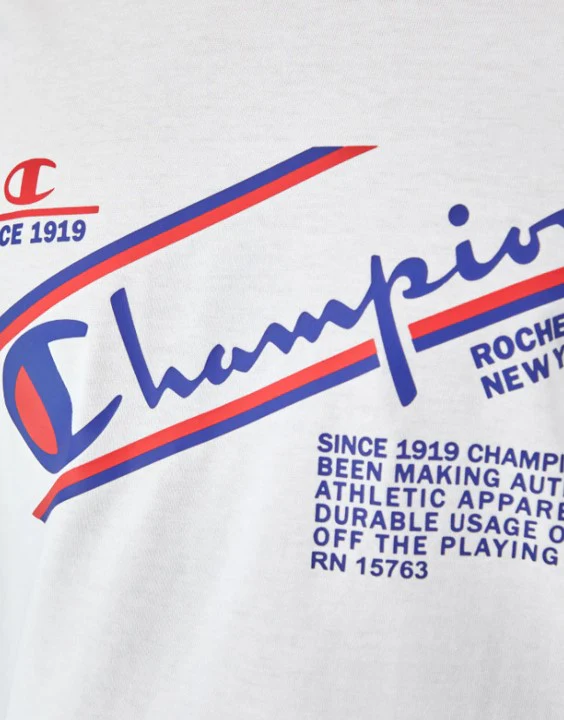 C
CE 1919
Champio
ROCHE
NEW Y
SINCE 1919 CHAMPI
BEEN MAKING AUT
ATHLETIC APPARE
DURABLE USAGE O
OFF THE PLAYING
RN 15763